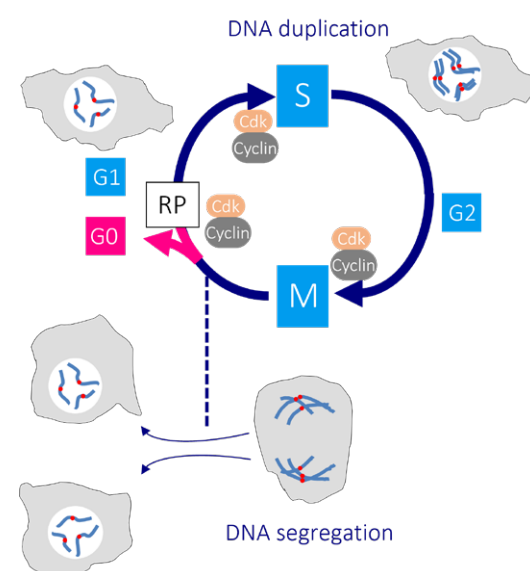 DNA duplication
S
Cdk
Cyclin
G1
RP
Cdk
Cyclin
G2
G0
Cdk
Cyclin
M
DNA segregation